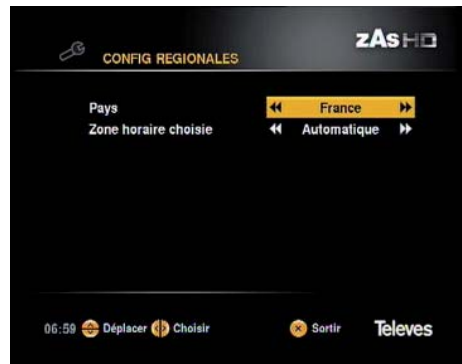 zAs HD
CONFIG REGIONALES
Pays France
Zone horaire choisie Automatique
06:59 Déplacer Choisir Sortir Televes